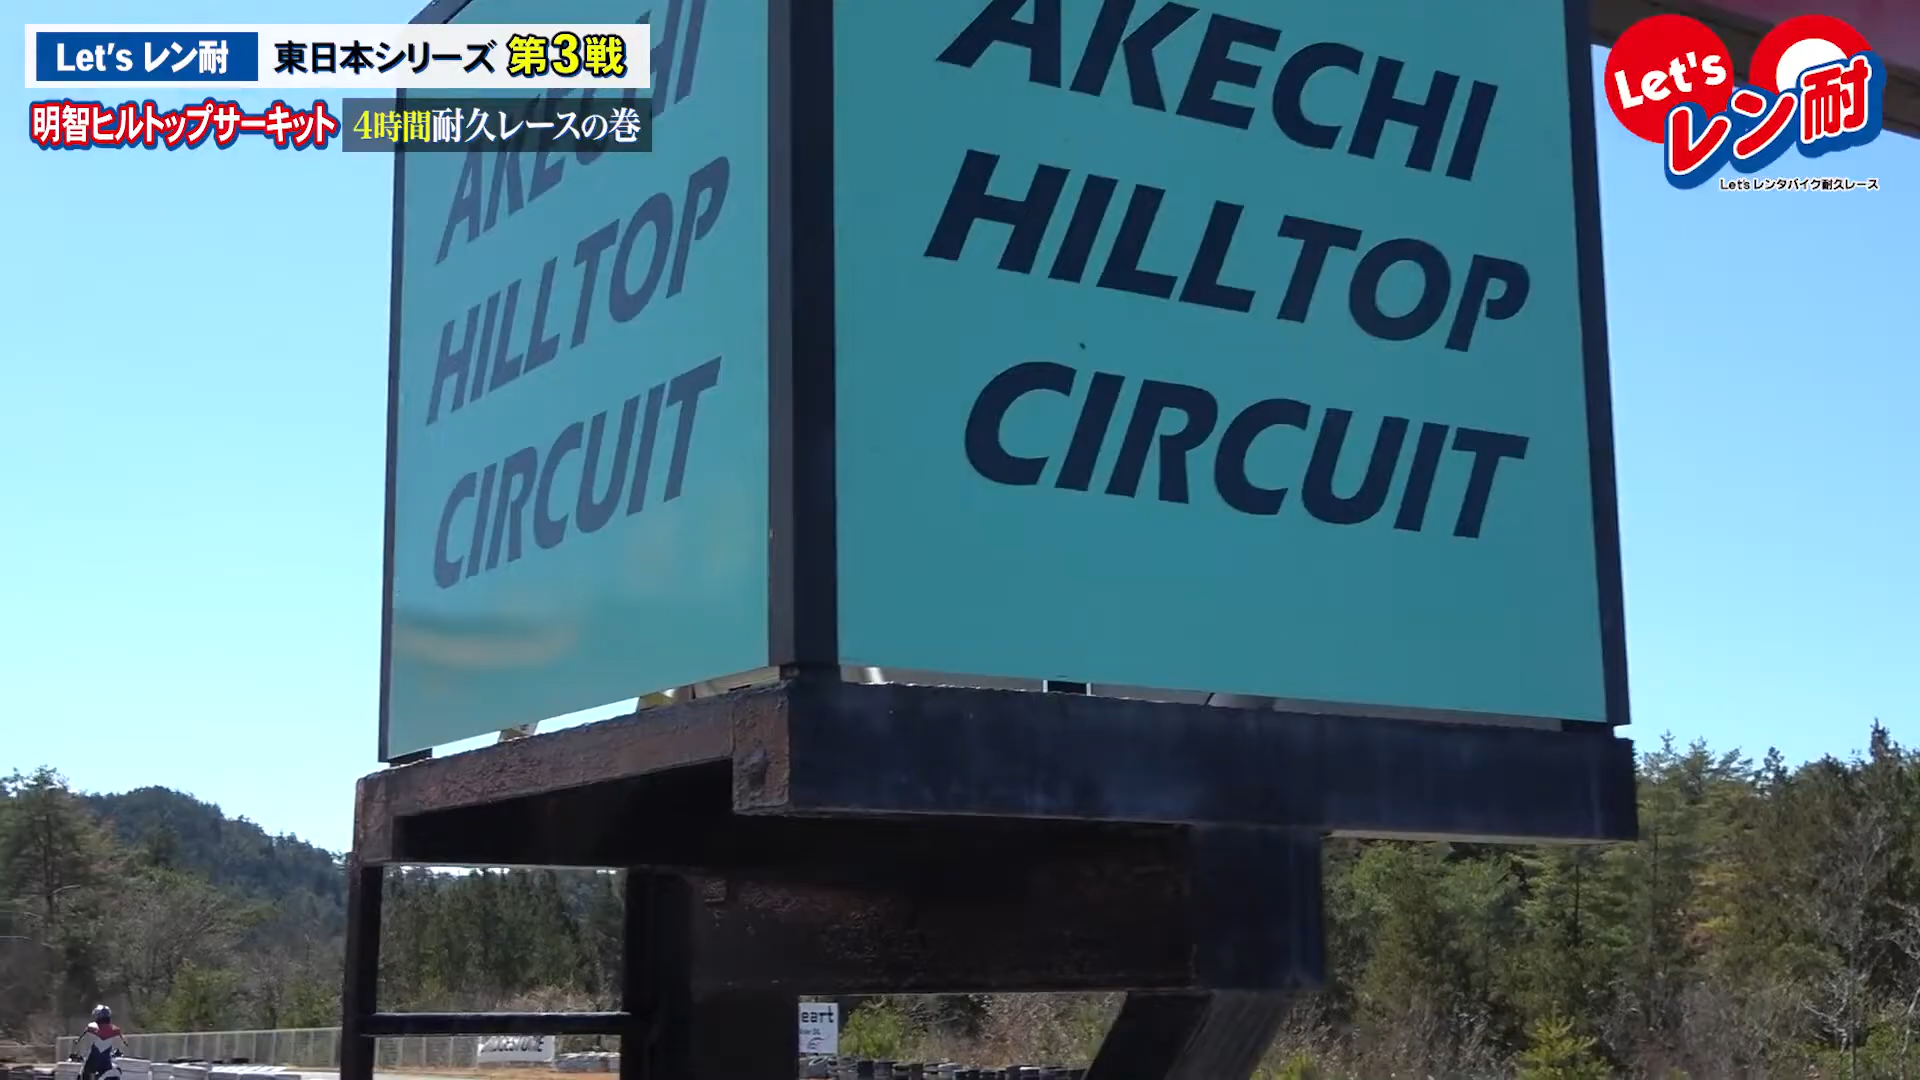 Let's レン耐 東日本シリーズ 第3戦
明智ヒルトップサーキット 4時間耐久レースの巻
Let's
レン耐
Let'sレンタバイク耐久レース
AKECHI
HILLTOP
CIRCUIT
AKECHI
HILLTOP
CIRCUIT
eart